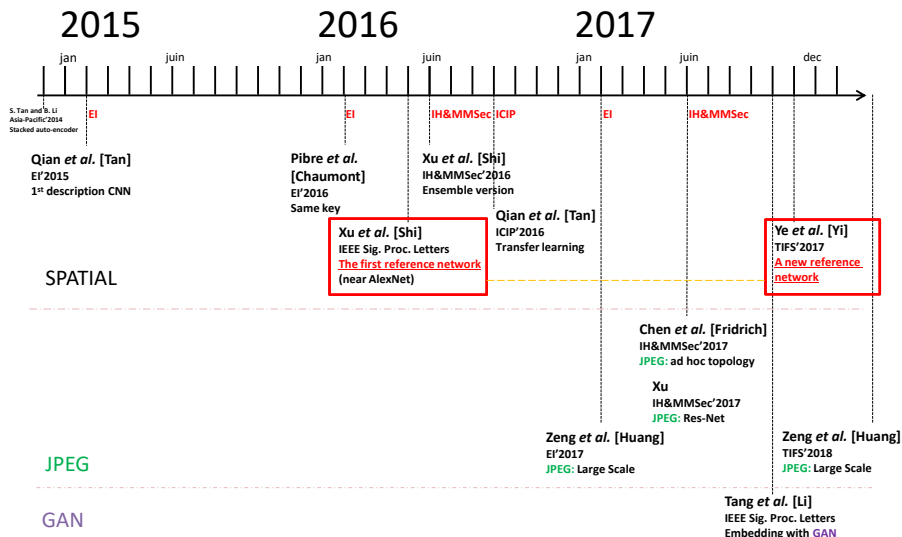 2015
2016
2017
jan
juin
jan
juin
jan
juin
dec
S. Tan and B. Li
Asia-Pacific'2014
Stacked auto-encoder
EI
EI
IH&MMSec
ICIP
EI
IH&MMSec
Qian et al. [Tan]
EI'2015
1st description CNN
Pibre et al.
[Chaumont]
EI'2016
Same key
Xu et al. [Shi]
IH&MMSec'2016
Ensemble version
Qian et al. [Tan]
ICIP'2016
Transfer learning
Xu et al. [Shi]
IEEE Sig. Proc. Letters
The first reference network
(near AlexNet)
Ye et al. [Yi]
TIFS'2017
A new reference
network
SPATIAL
Chen et al. [Fridrich]
IH&MMSec'2017
JPEG: ad hoc topology
Xu
IH&MMSec'2017
JPEG: Res-Net
Zeng et al. [Huang]
EI'2017
JPEG: Large Scale
Zeng et al. [Huang]
TIFS'2018
JPEG: Large Scale
JPEG
Tang et al. [Li]
IEEE Sig. Proc. Letters
Embedding with GAN
GAN